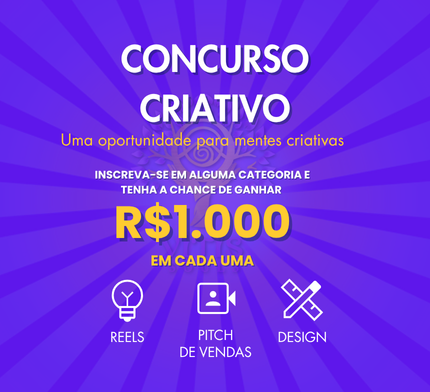 CONCURSO
CRIATIVO
Uma oportunidade para mentes criativas
INSCREVA-SE EM ALGUMA CATEGORIA E
TENHA A CHANCE DE GANHAR
R$1.000
EM CADA UMA
REELS
PITCH
DE VENDAS
DESIGN